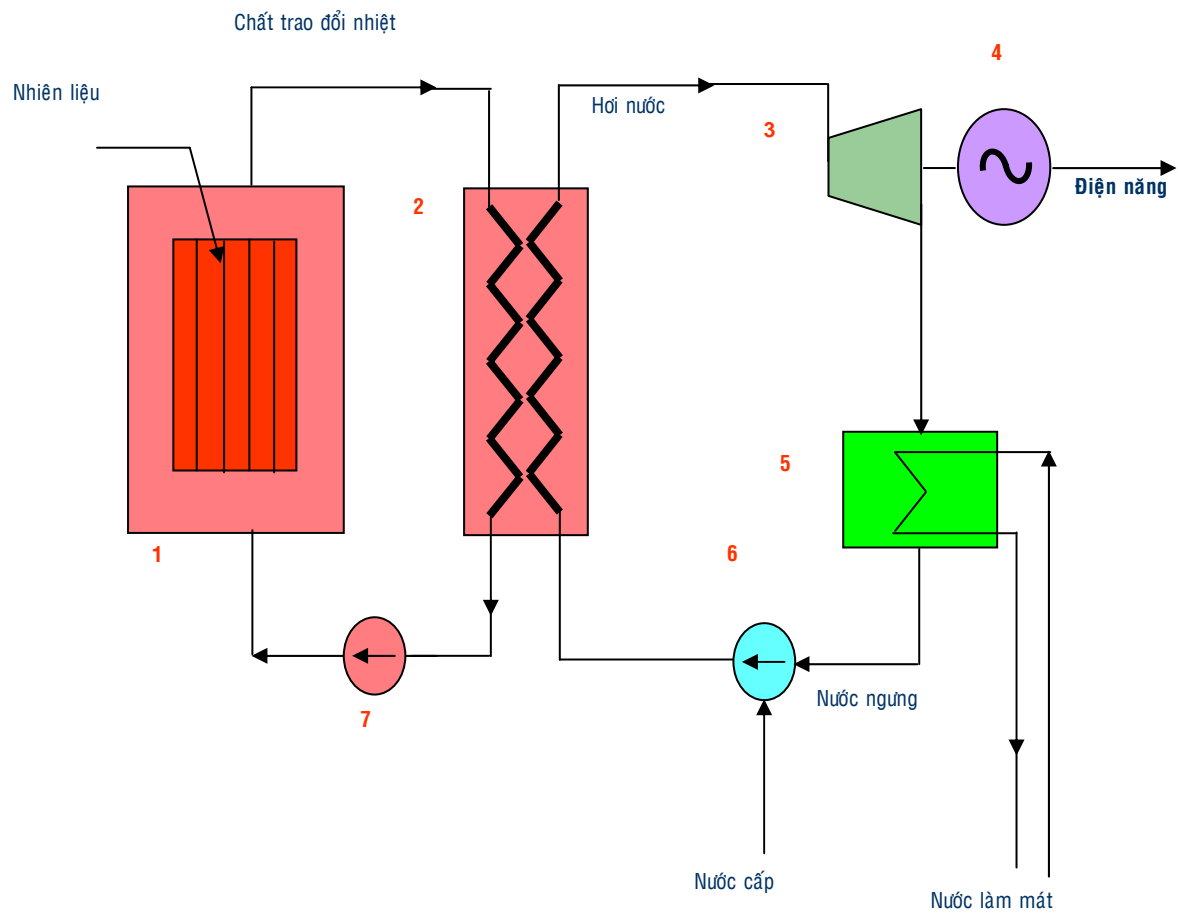 Chất trao đổi nhiệt
4
Nhiên liệu
Hơi nước
3
Điện năng
2
5
1
6
Nước ngưng
7
Nước cấp
Nước làm mát